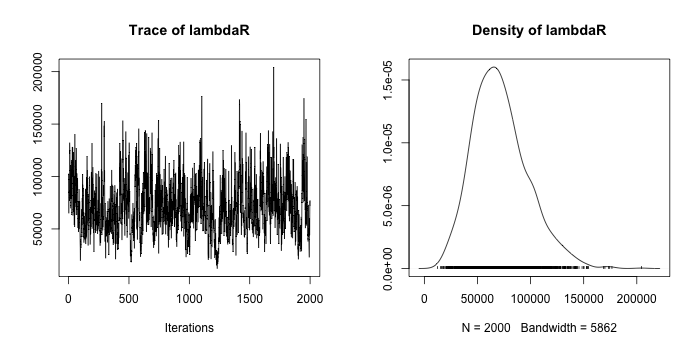 Trace of lambdaR
200000
150000
100000
50000
0
500
1000
1500
2000
Iterations
Density of lambdaR
1.5e-05
1.0e-05
5.0e-06
0.0e+00
0
50000
100000
150000
200000
N = 2000 Bandwidth = 5862